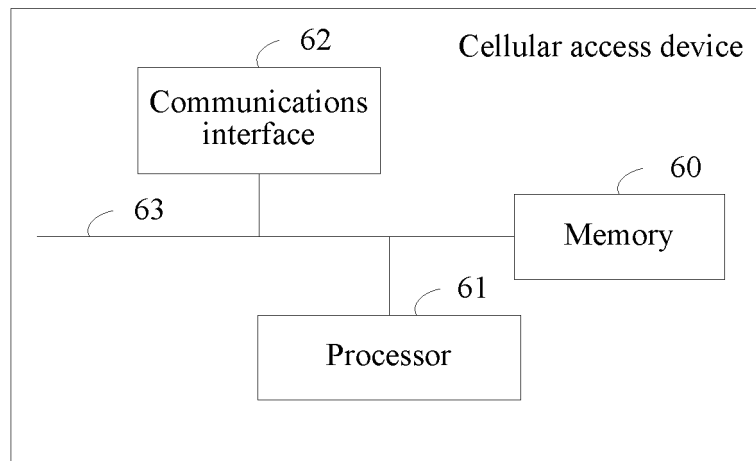 62
Cellular access device
Communications
interface
63
60
Memory
61
Processor